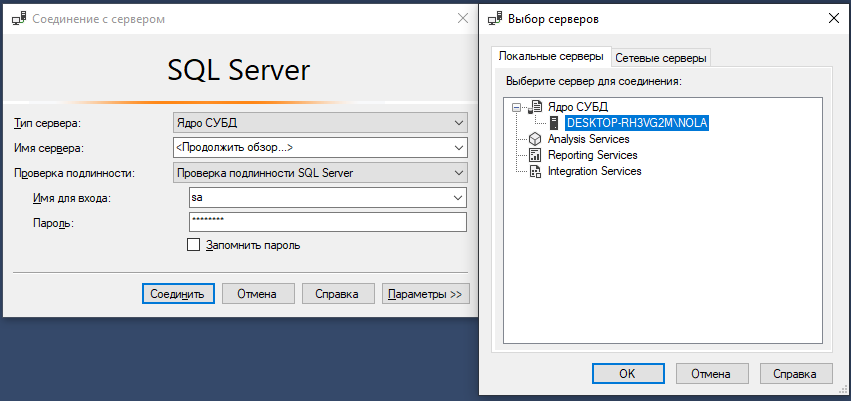 Соединение с сервером
SQL Server
Тип сервера: Ядро СУБД
Имя сервера: <Продолжить обзор...>
Проверка подлинности: Проверка подлинности SQL Server
Имя для входа: sa
Пароль: ********
Запомнить пароль
Соединить Отмена Справка Параметры >>
Выбор серверов
Локальные серверы Сетевые серверы
Выберите сервер для соединения:
Ядро СУБД
DESKTOP-RH3VG2M\NOLA
Analysis Services
Reporting Services
Integration Services
OK Отмена Справка